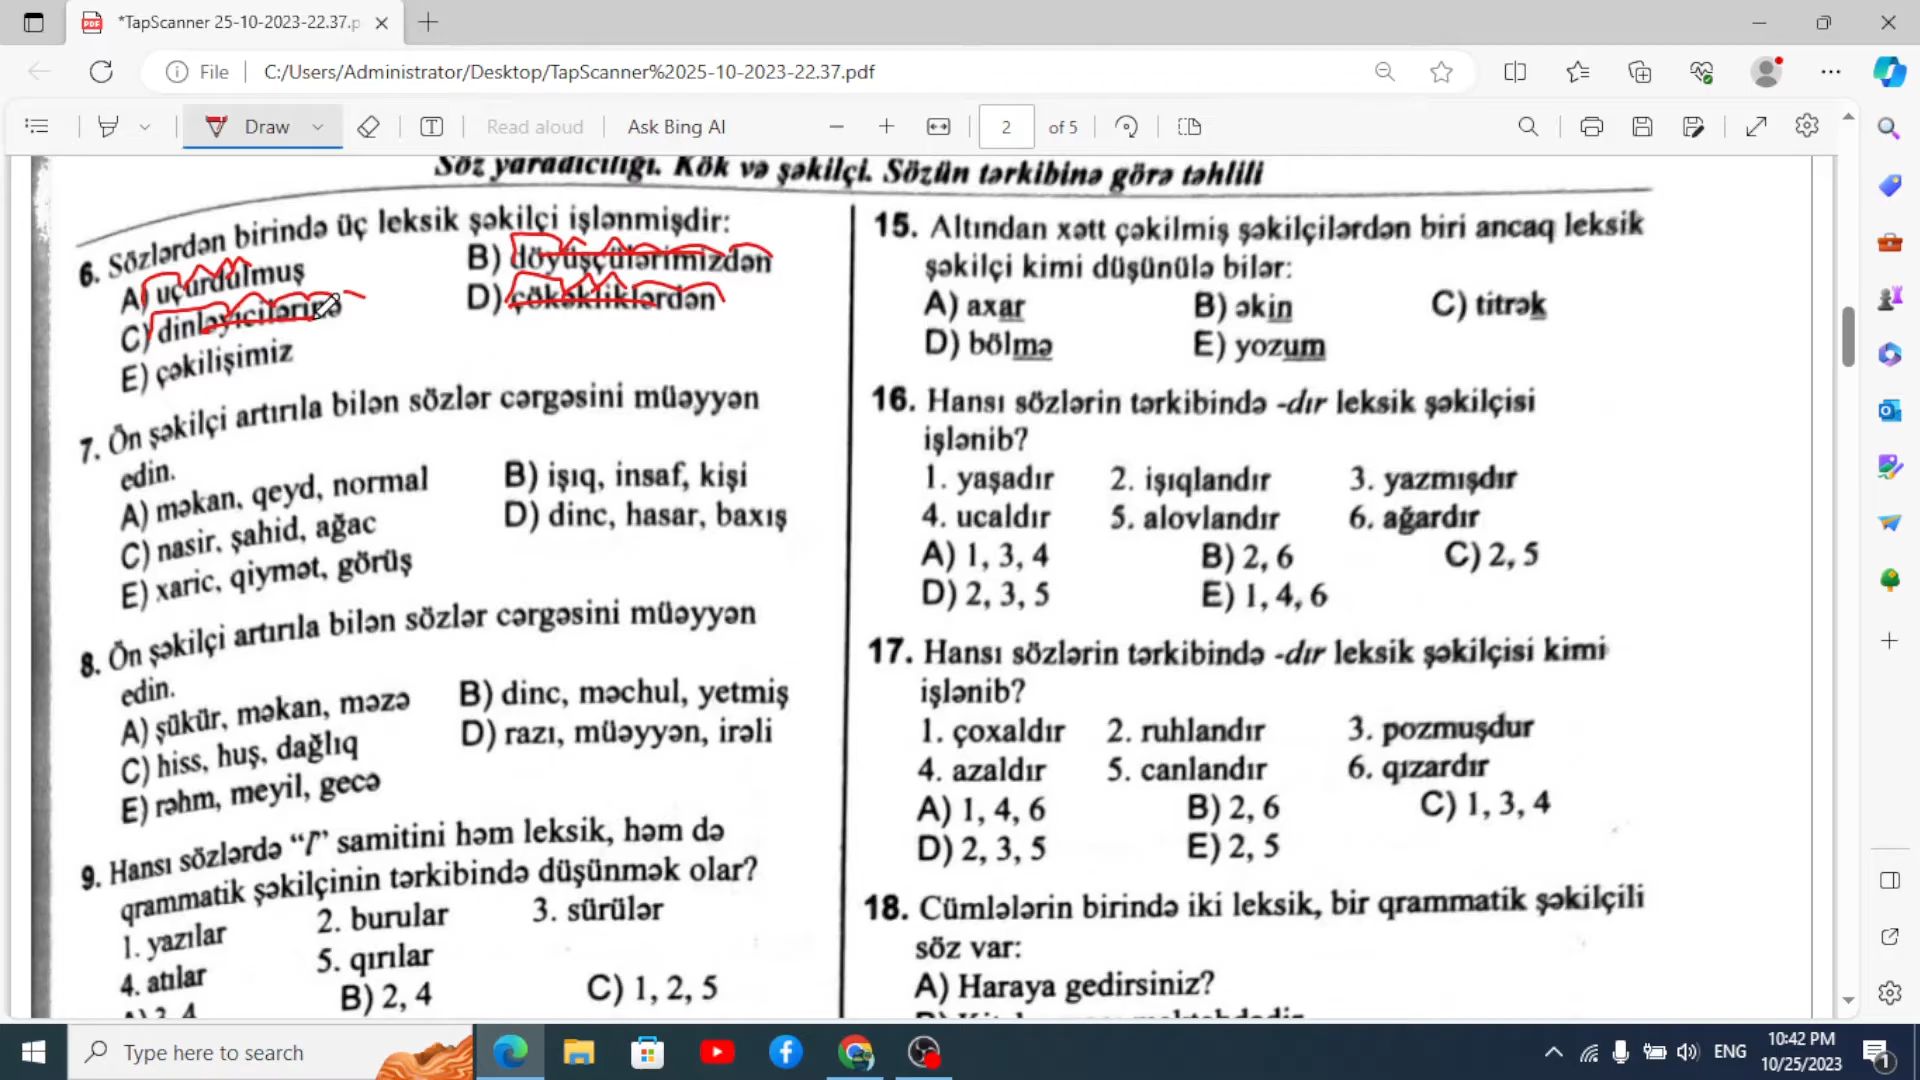 *TapScanner 25-10-2023-22.37.p
File
C:/Users/Administrator/Desktop/TapScanner%2025-10-2023-22.37.pdf
Draw
Read aloud
Ask Bing AI
2
of 5
Söz yaradıcılığı. Kök və şəkilçi. Sözün tərkibinə görə təhlili
6. Sözlərdən birində üç leksik şəkilçi işlənmişdir:
A) uçurdulmuş
B) döyüşçülərimizdən
C) dinləyicilərinə
D) çökəkliklərdən
E) çəkilişimiz
7. Ön şəkilçi artırıla bilən sözlər cərgəsini müəyyən
edin.
A) məkan, qeyd, normal
B) işıq, insaf, kişi
C) nasir, şahid, ağac
D) dinc, hasar, baxış
E) xaric, qiymət, görüş
8. Ön şəkilçi artırıla bilən sözlər cərgəsini müəyyən
edin.
A) şükür, məkan, məzə
B) dinc, məchul, yetmiş
C) hiss, huş, dağlıq
D) razı, müəyyən, irəli
E) rəhm, meyil, gecə
9. Hansı sözlərdə “l” samitini həm leksik, həm də
qrammatik şəkilçinin tərkibində düşünmək olar?
1. yazılar
2. burular
3. sürülər
4. atılar
5. qırılar
B) 2, 4
C) 1, 2, 5
15. Altından xətt çəkilmiş şəkilçilərdən biri ancaq leksik
şəkilçi kimi düşünülə bilər:
A) axar
B) əkin
C) titrək
D) bölmə
E) yozum
16. Hansı sözlərin tərkibində -dır leksik şəkilçisi
işlənib?
1. yaşadır
2. işıqlandır
3. yazmışdır
4. ucaldır
5. alovlandır
6. ağardır
A) 1, 3, 4
B) 2, 6
C) 2, 5
D) 2, 3, 5
E) 1, 4, 6
17. Hansı sözlərin tərkibində -dır leksik şəkilçisi kimi
işlənib?
1. çoxaldır
2. ruhlandır
3. pozmuşdur
4. azaldır
5. canlandır
6. qızardır
A) 1, 4, 6
B) 2, 6
C) 1, 3, 4
D) 2, 3, 5
E) 2, 5
18. Cümlələrin birində iki leksik, bir qrammatik şəkilçili
söz var:
A) Haraya gedirsiniz?
Type here to search
ENG
10:42 PM
10/25/2023
1